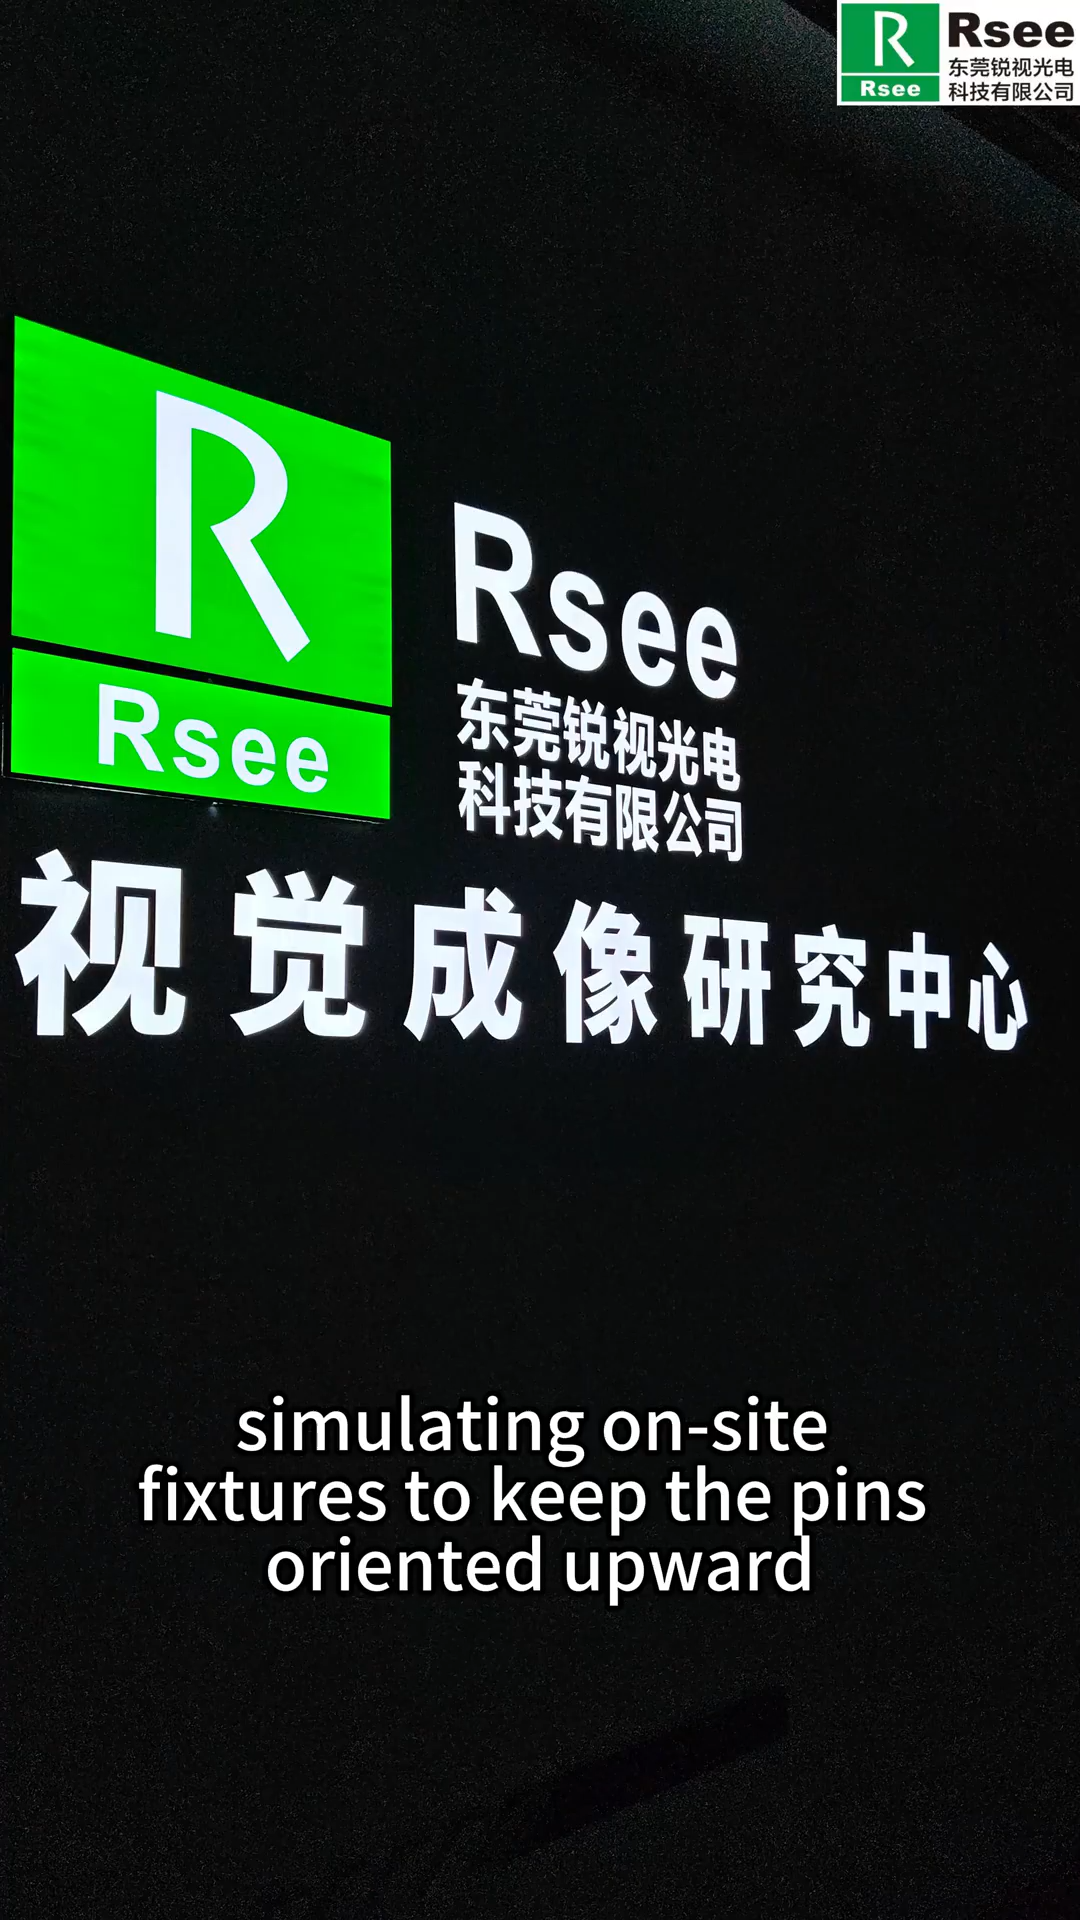 R
Rsee
Rsee
东莞锐视光电
科技有限公司
R
Rsee
Rsee
东莞锐视光电
科技有限公司
视觉成像研究中心
simulating on-site
fixtures to keep the pins
oriented upward